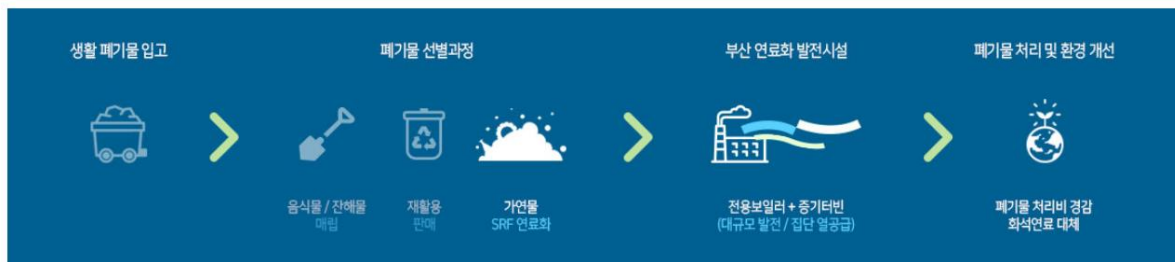 생활 폐기물 입고
폐기물 선별과정
부산 연료화 발전시설
폐기물 처리 및 환경 개선
음식물 / 잔해물
매립
재활용
판매
가연물
SRF 연료화
전용보일러 + 증기터빈
(대규모 발전 / 집단 열공급)
폐기물 처리비 경감
화석연료 대체